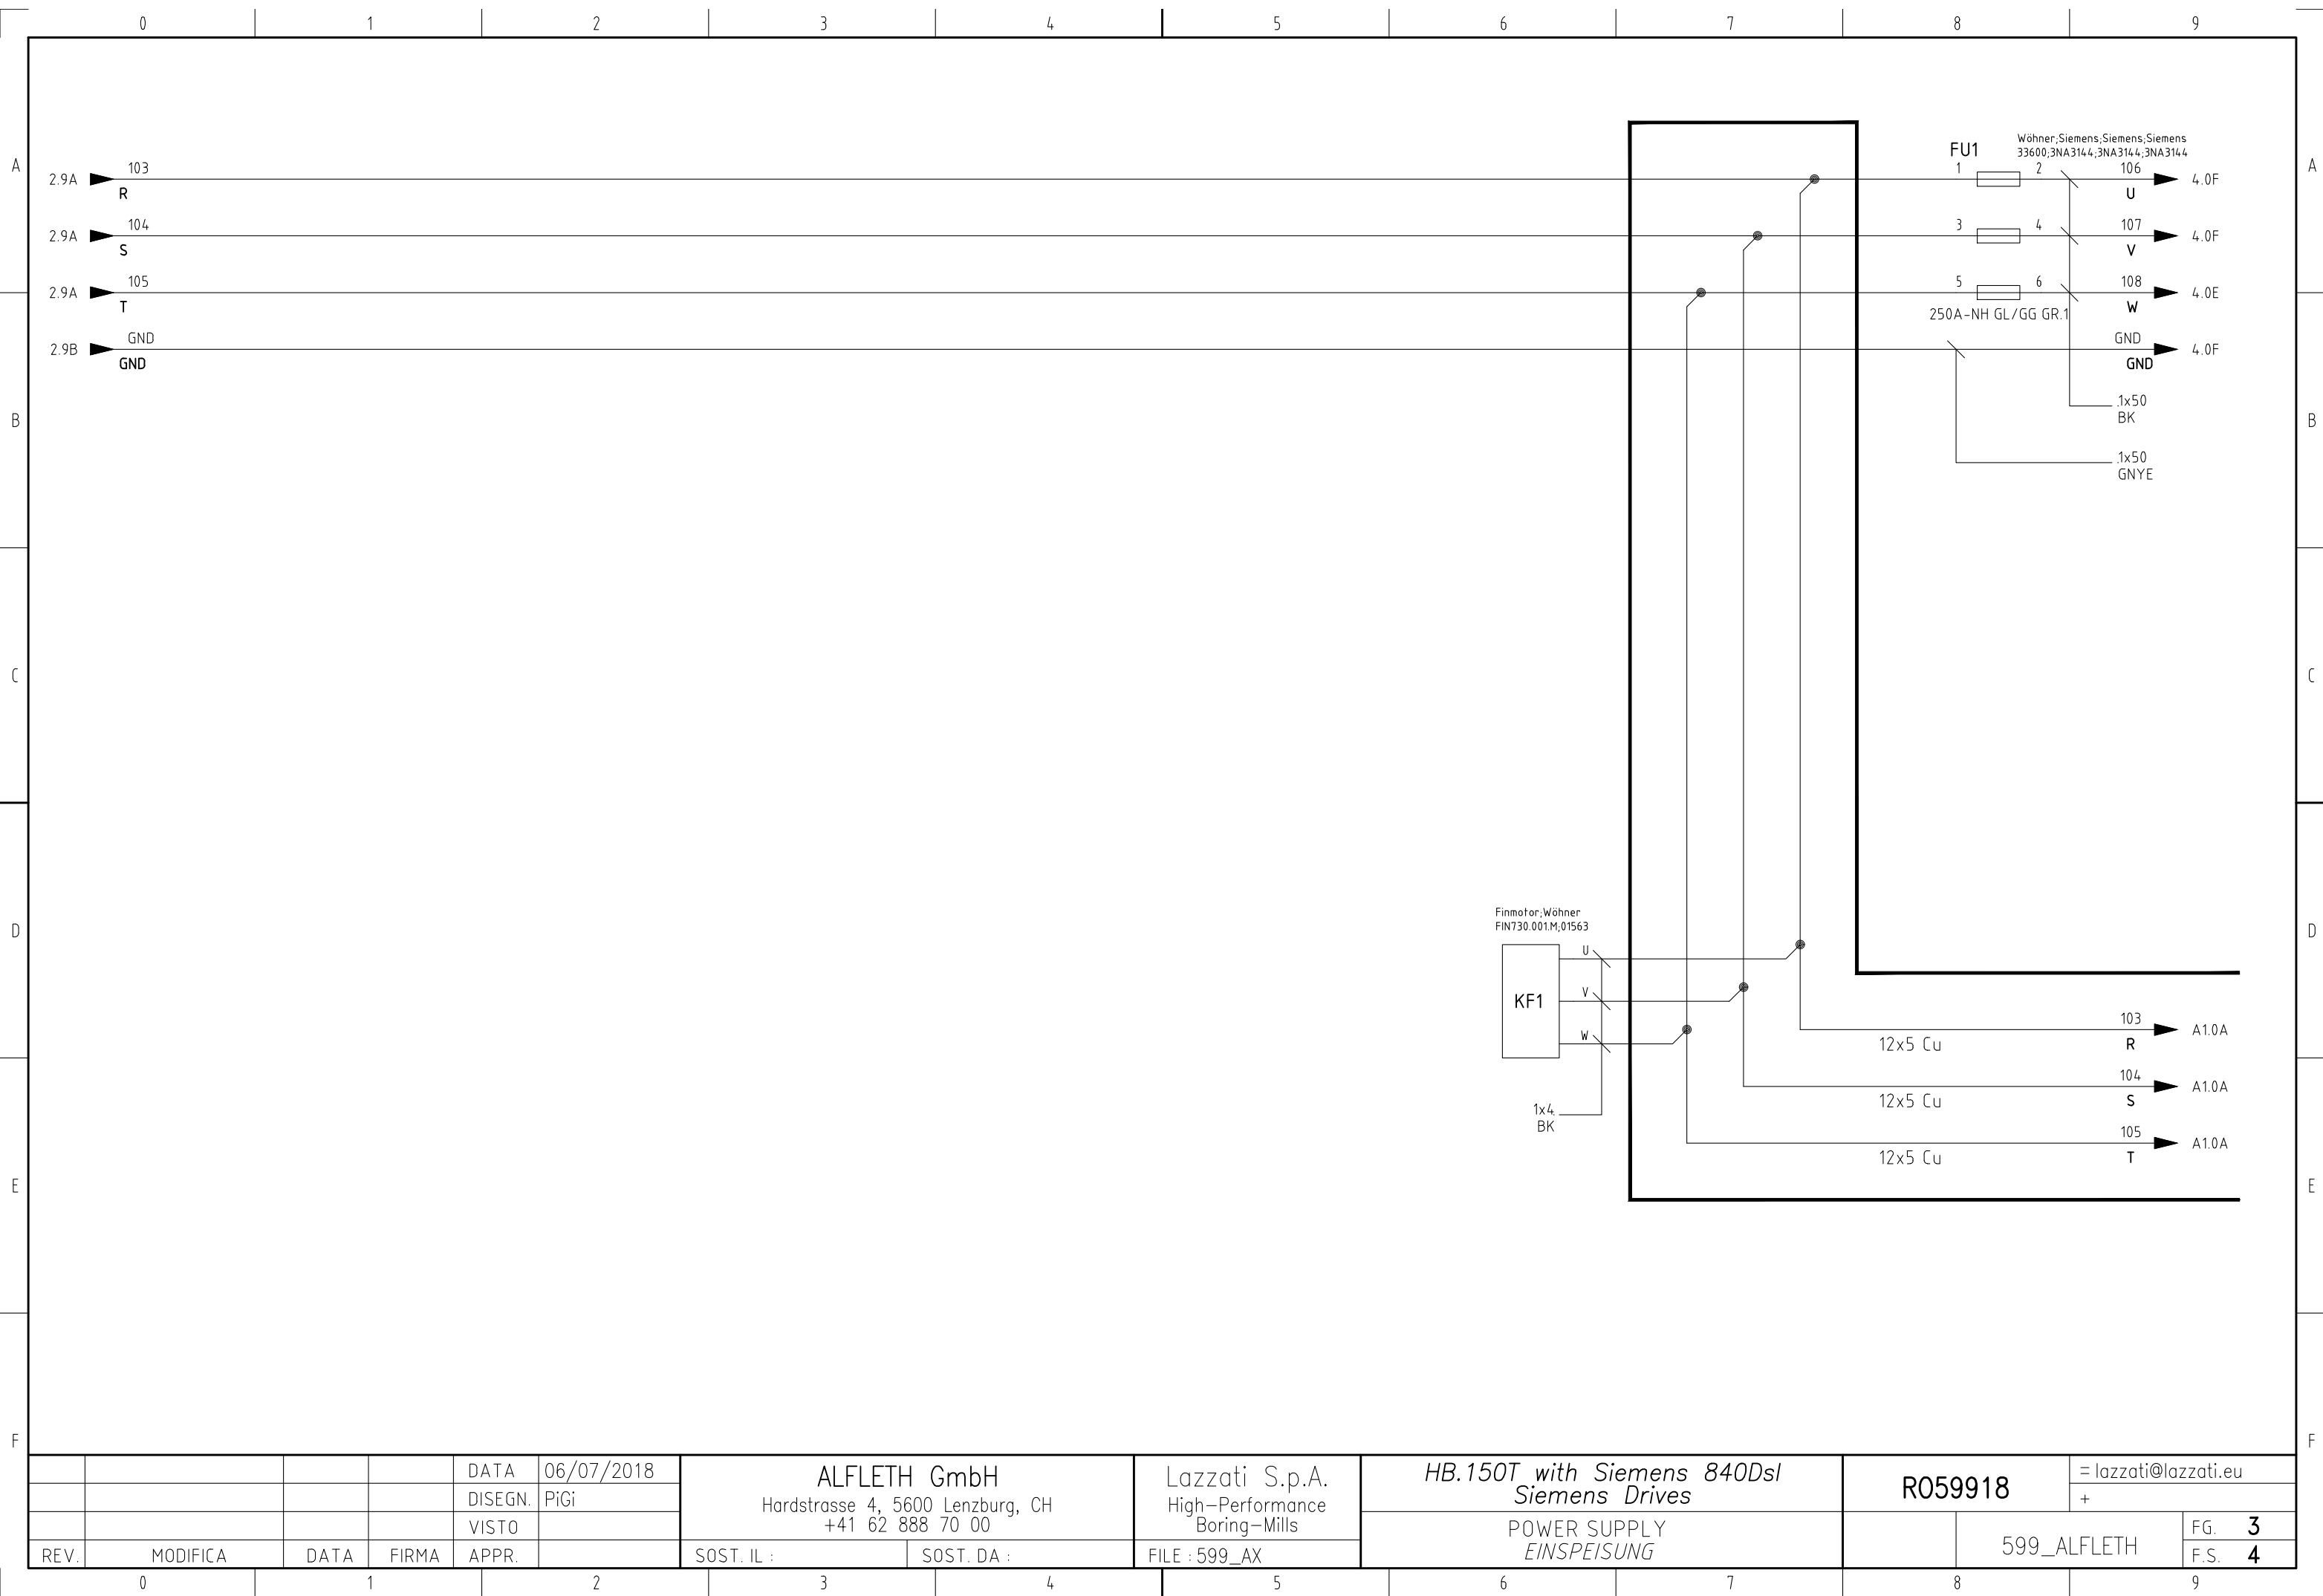 0 1 2 3 4 5 6 7 8 9
A A
B B
C C
D D
E E
F F
2.9A 103
R
2.9A 104
S
2.9A 105
T
2.9B GND
GND
Wöhner;Siemens;Siemens;Siemens
33600;3NA3144;3NA3144;3NA3144
FU1
1 2 106 4.0F
U
3 4 107 4.0F
V
5 6 108 4.0E
W
250A-NH GL/GG GR.1
GND 4.0F
GND
.1x50
BK
.1x50
GNYE
Finmotor;Wöhner
FIN730.001.M;01563
KF1
U
V
W
1x4.
BK
103 A1.0A
12x5 Cu R
104 A1.0A
12x5 Cu S
105 A1.0A
12x5 Cu T
DATA 06/07/2018
DISEGN. PiGi
VISTO
REV. MODIFICA DATA FIRMA APPR.
ALFLETH GmbH
Hardstrasse 4, 5600 Lenzburg, CH
+41 62 888 70 00
SOST. IL : SOST. DA :
Lazzati S.p.A.
High-Performance
Boring-Mills
FILE : 599_AX
HB.150T with Siemens 840Dsl
Siemens Drives
POWER SUPPLY
EINSPEISUNG
RO59918
= lazzati@lazzati.eu
+
599_ALFLETH
FG. 3
F.S. 4
0 1 2 3 4 5 6 7 8 9